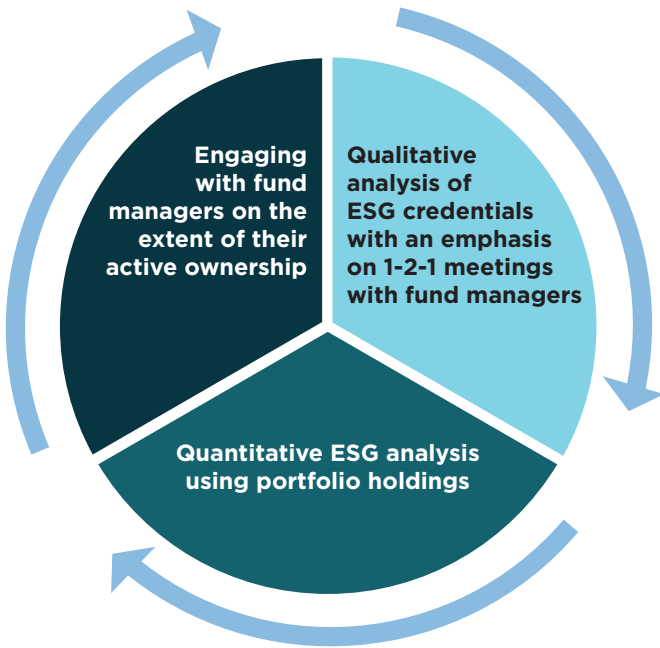 Engaging
with fund
managers on the
extent of their
active ownership
Qualitative
analysis of
ESG credentials
with an emphasis
on 1-2-1 meetings
with fund managers
Quantitative ESG analysis
using portfolio holdings